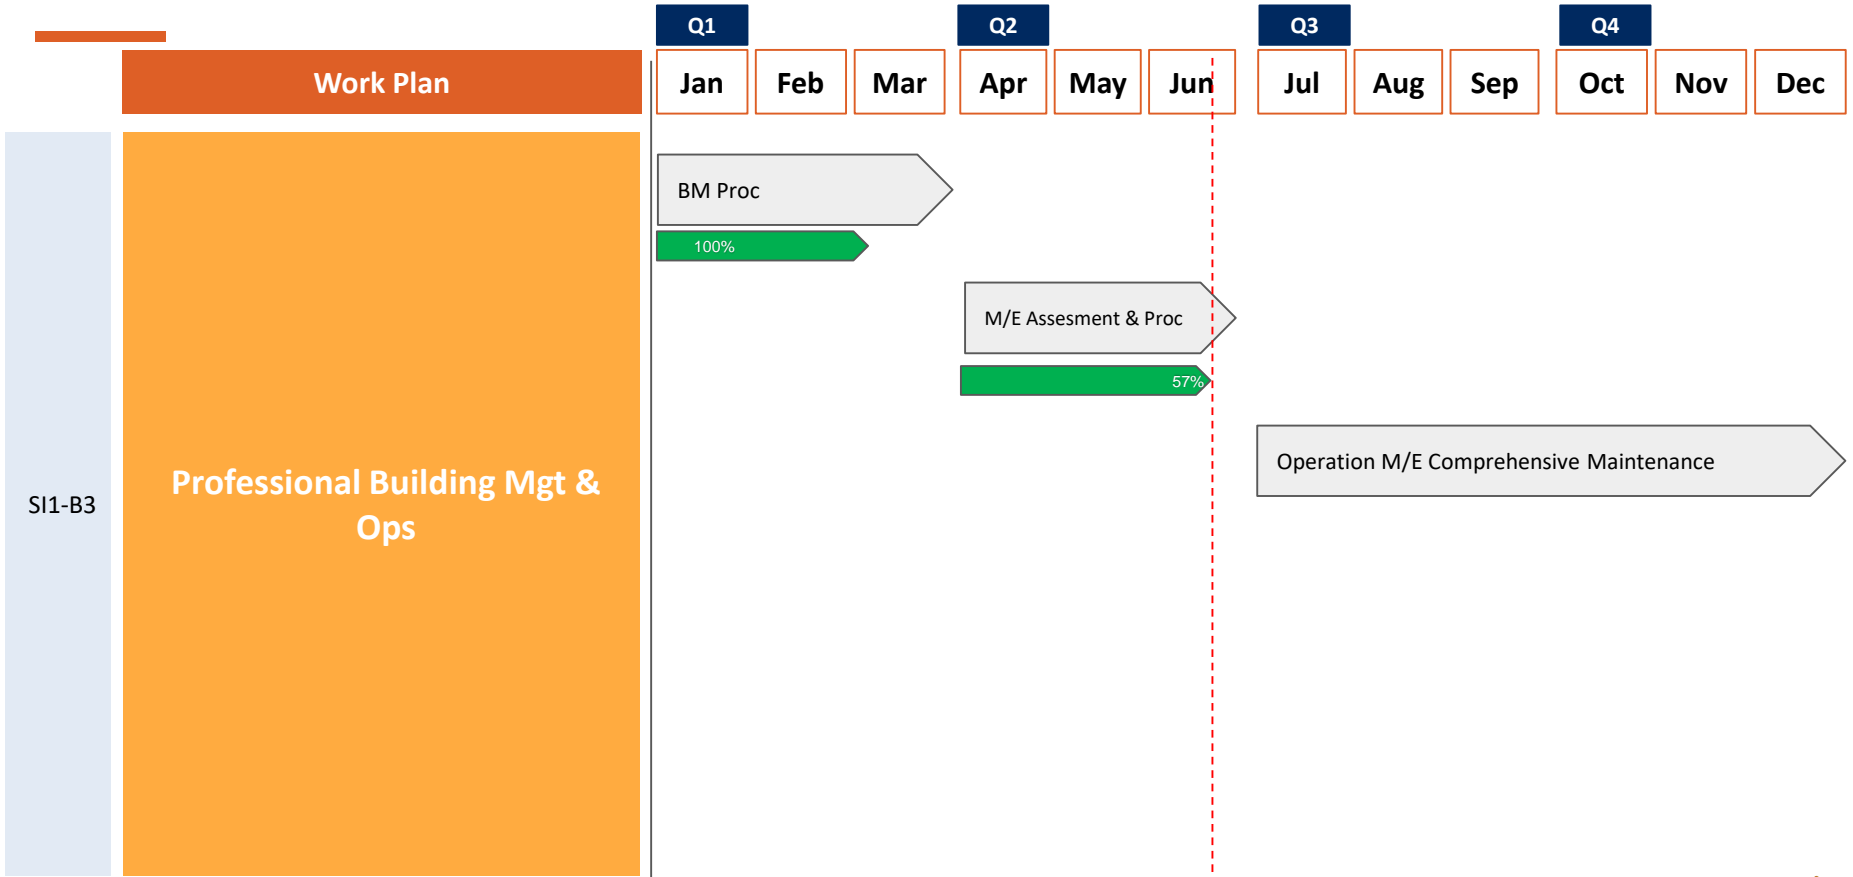 Q1 Q2 Q3 Q4
Work Plan Jan Feb Mar Apr May Jun Jul Aug Sep Oct Nov Dec
BM Proc
100%
M/E Assesment & Proc
57%
Operation M/E Comprehensive Maintenance
SI1-B3
Professional Building Mgt &
Ops